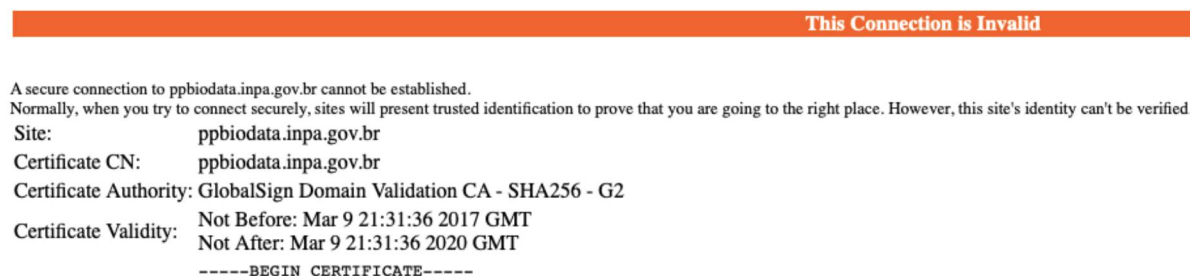 This Connection is Invalid
A secure connection to ppbiodata.inpa.gov.br cannot be established.
Normally, when you try to connect securely, sites will present trusted identification to prove that you are going to the right place. However, this site's identity can't be verified
Site: ppbiodata.inpa.gov.br
Certificate CN: ppbiodata.inpa.gov.br
Certificate Authority: GlobalSign Domain Validation CA - SHA256 - G2
Certificate Validity: Not Before: Mar 9 21:31:36 2017 GMT
Not After: Mar 9 21:31:36 2020 GMT
-----BEGIN CERTIFICATE-----